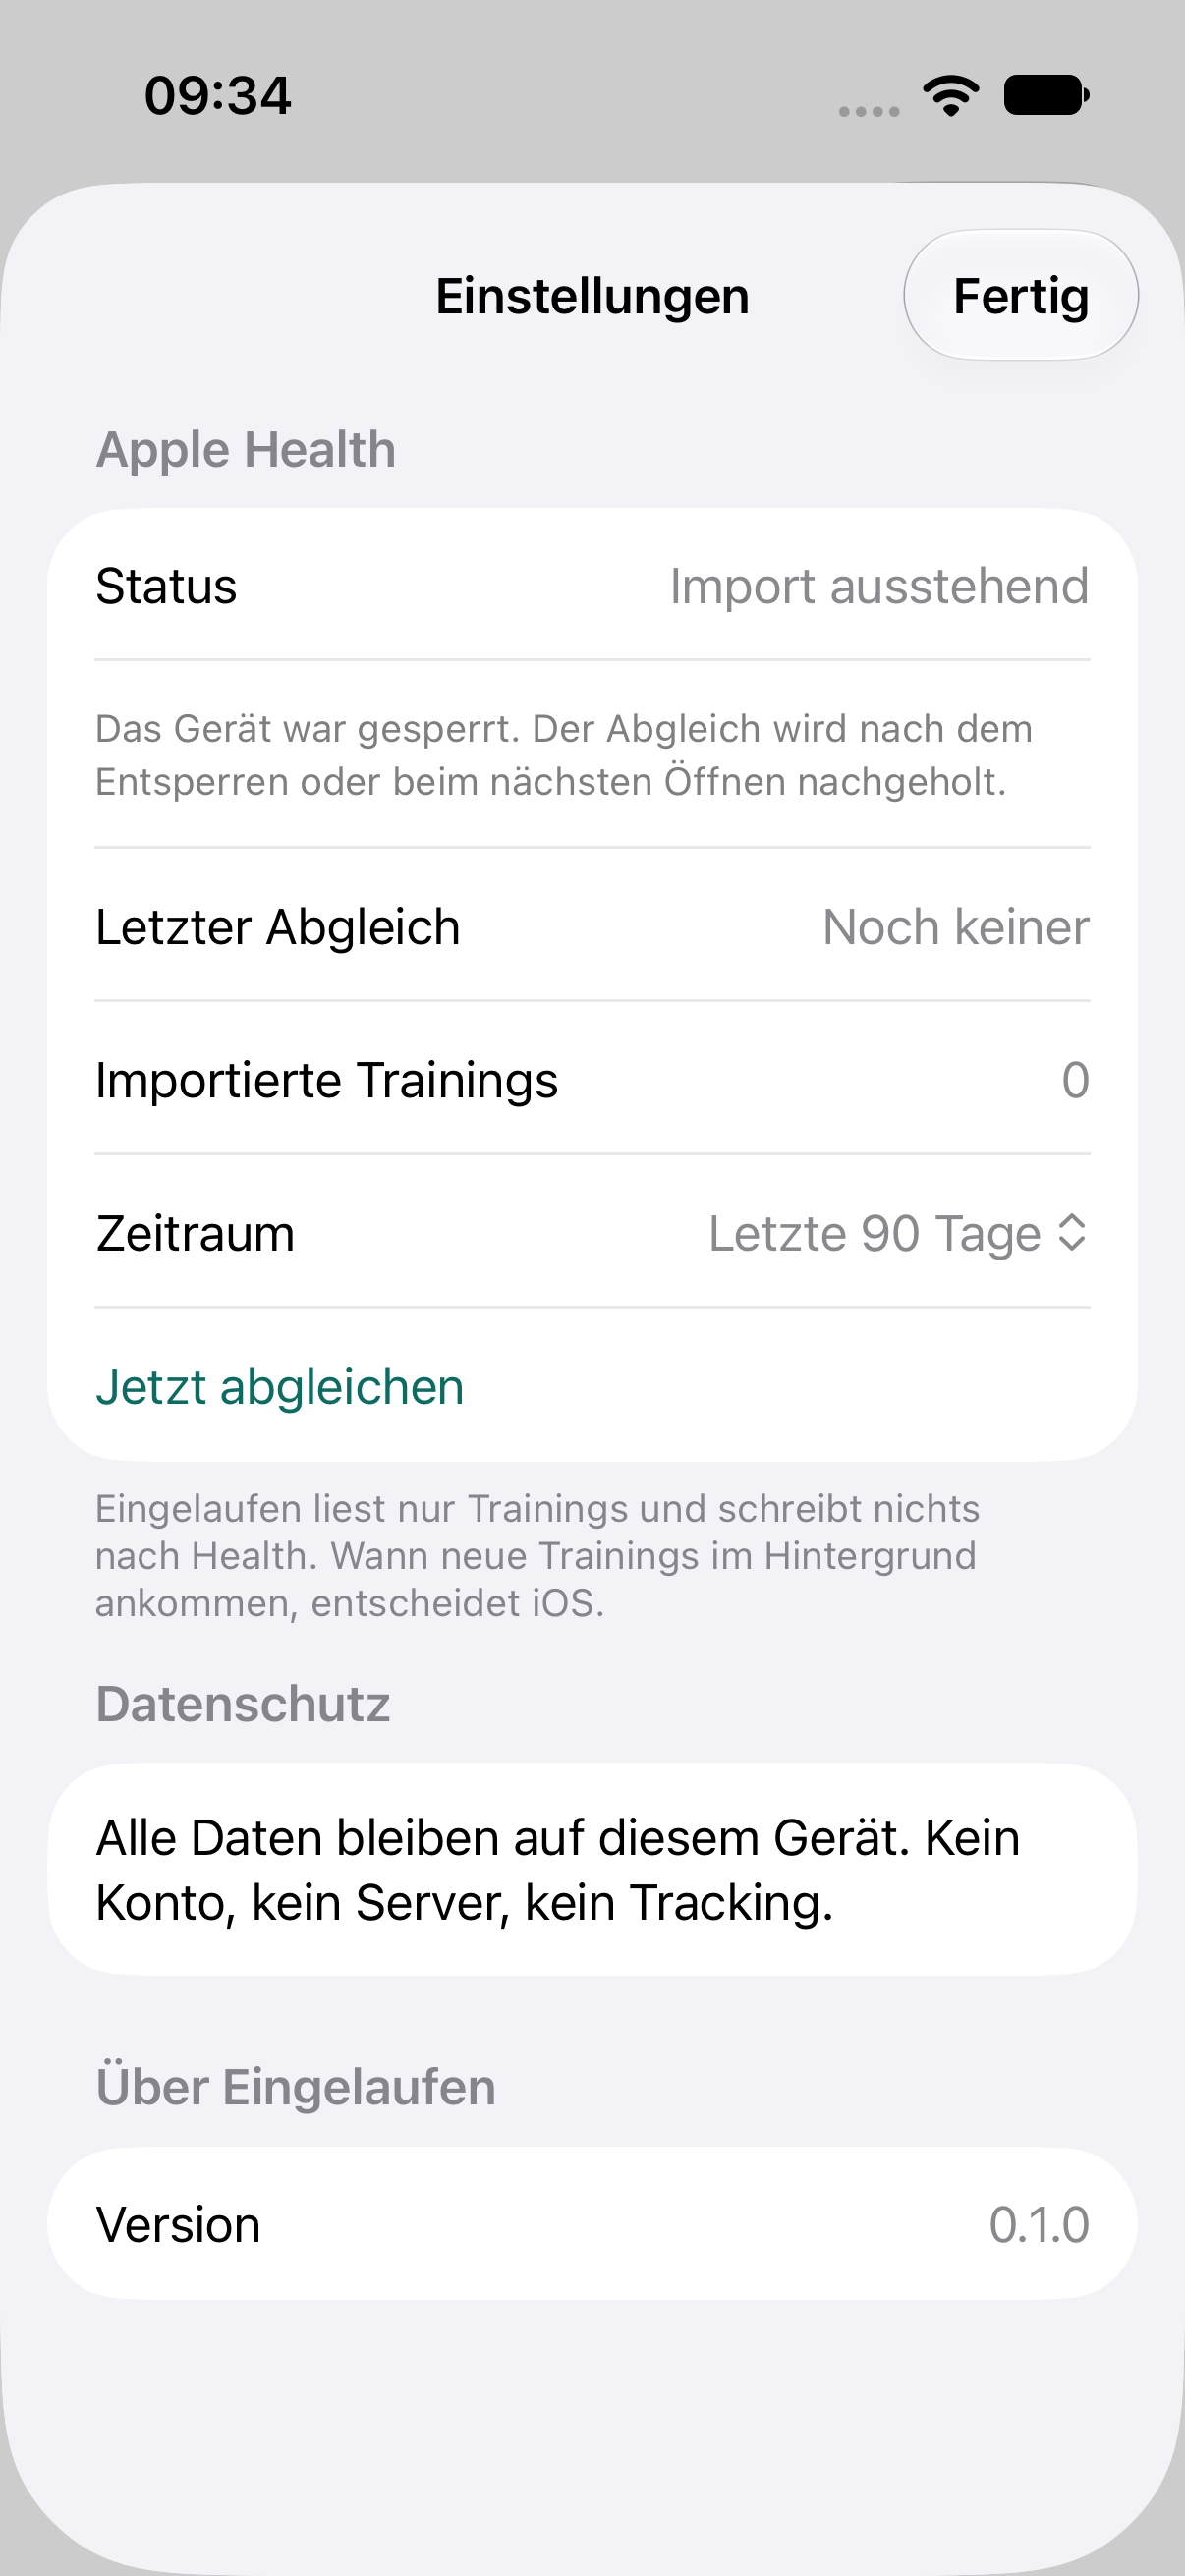 09:34
Einstellungen
Fertig
Apple Health
Status Import ausstehend
Das Gerät war gesperrt. Der Abgleich wird nach dem
Entsperren oder beim nächsten Öffnen nachgeholt.
Letzter Abgleich Noch keiner
Importierte Trainings 0
Zeitraum Letzte 90 Tage
Jetzt abgleichen
Eingelaufen liest nur Trainings und schreibt nichts
nach Health. Wann neue Trainings im Hintergrund
ankommen, entscheidet iOS.
Datenschutz
Alle Daten bleiben auf diesem Gerät. Kein
Konto, kein Server, kein Tracking.
Über Eingelaufen
Version 0.1.0